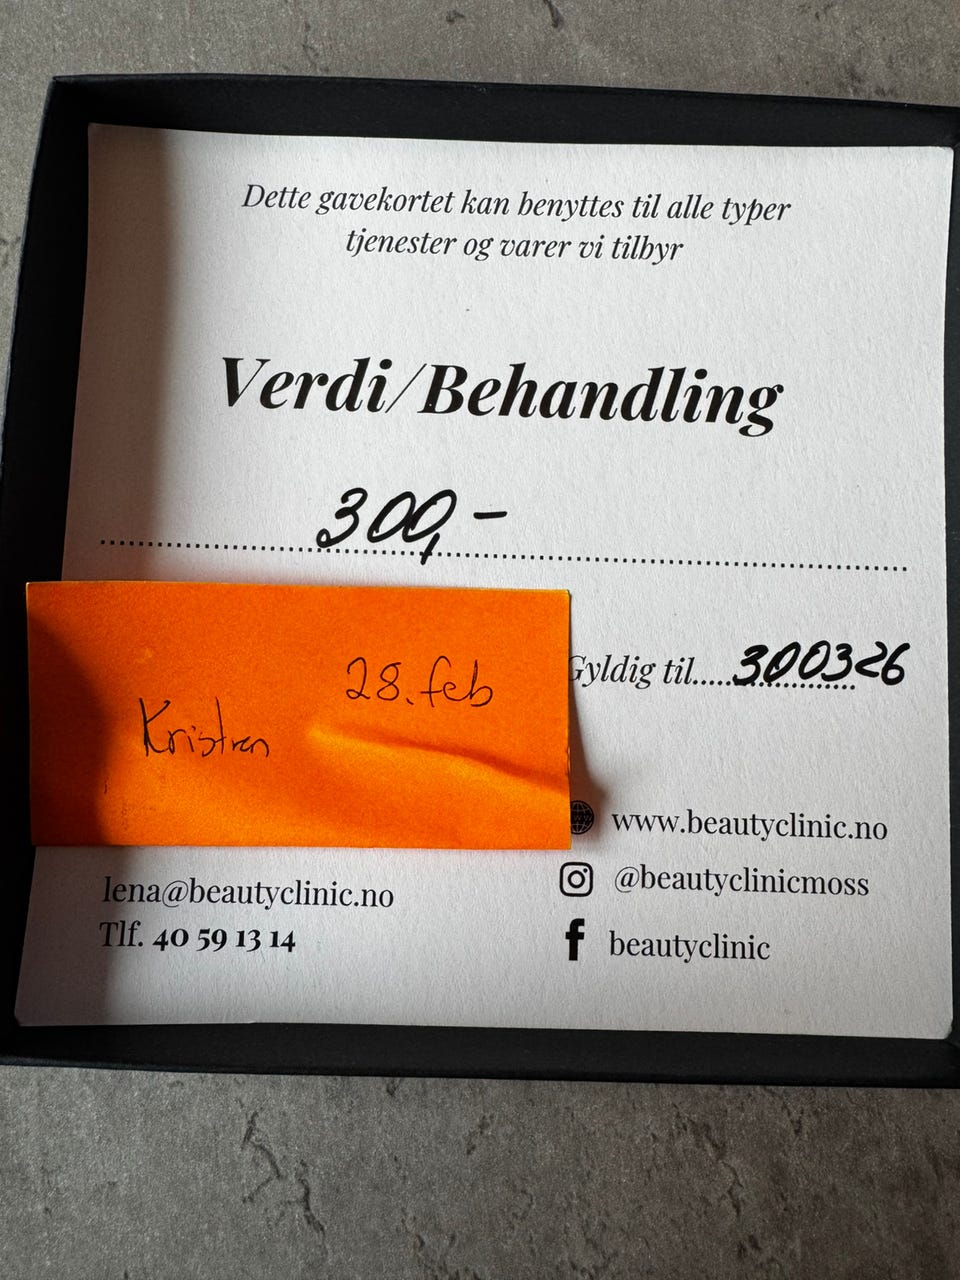 Dette gavekortet kan benyttes til alle typer
tjenester og varer vi tilbyr
Verdi/Behandling
300,-
28. feb
Gyldig til.....300326
www.beautyclinic.no
lena@beautyclinic.no
@beautyclinicmoss
Tlf. 40 59 13 14
beautyclinic